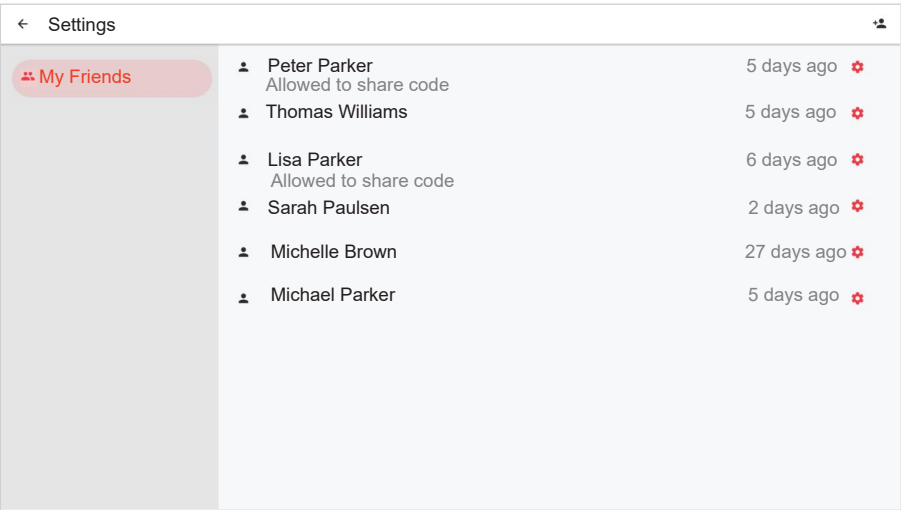 Settings
My Friends
Peter Parker 5 days ago
Allowed to share code
Thomas Williams 5 days ago
Lisa Parker 6 days ago
Allowed to share code
Sarah Paulsen 2 days ago
Michelle Brown 27 days ago
Michael Parker 5 days ago